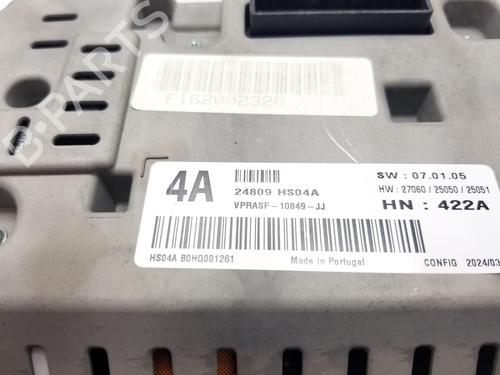 B-PARTS
F162002326
4A
24809 HS04A
VPRASF-10849-JJ
SW : 07.01.05
HW : 27060 / 25050 / 25051
HN : 422A
HS04A B0HQ001261
Made in Portugal
CONFIG 2024/03